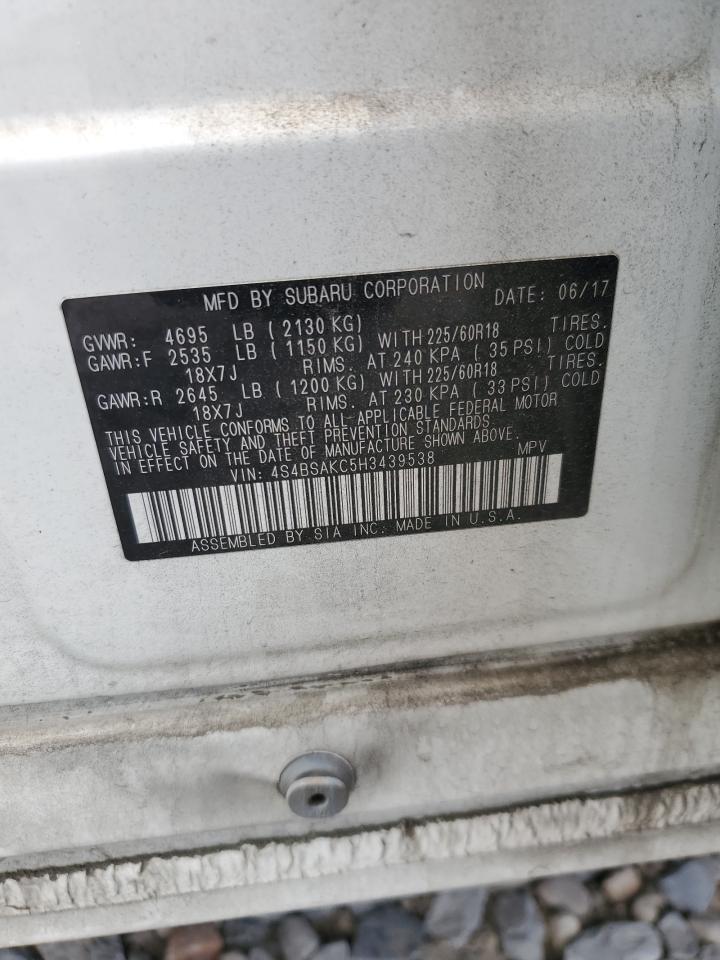 MFD BY SUBARU CORPORATION DATE: 06/17
GVWR: 4695 LB ( 2130 KG)
GAWR:F 2535 LB ( 1150 KG) WITH 225/60R18 TIRES.
18X7J RIMS. AT 240 KPA ( 35 PSI) COLD
GAWR:R 2645 LB ( 1200 KG) WITH 225/60R18 TIRES.
18X7J RIMS. AT 230 KPA ( 33 PSI) COLD
THIS VEHICLE CONFORMS TO ALL APPLICABLE FEDERAL MOTOR
VEHICLE SAFETY AND THEFT PREVENTION STANDARDS
IN EFFECT ON THE DATE OF MANUFACTURE SHOWN ABOVE.
VIN: 4S4BSAKC5H3439538 MPV
ASSEMBLED BY SIA INC. MADE IN U.S.A.